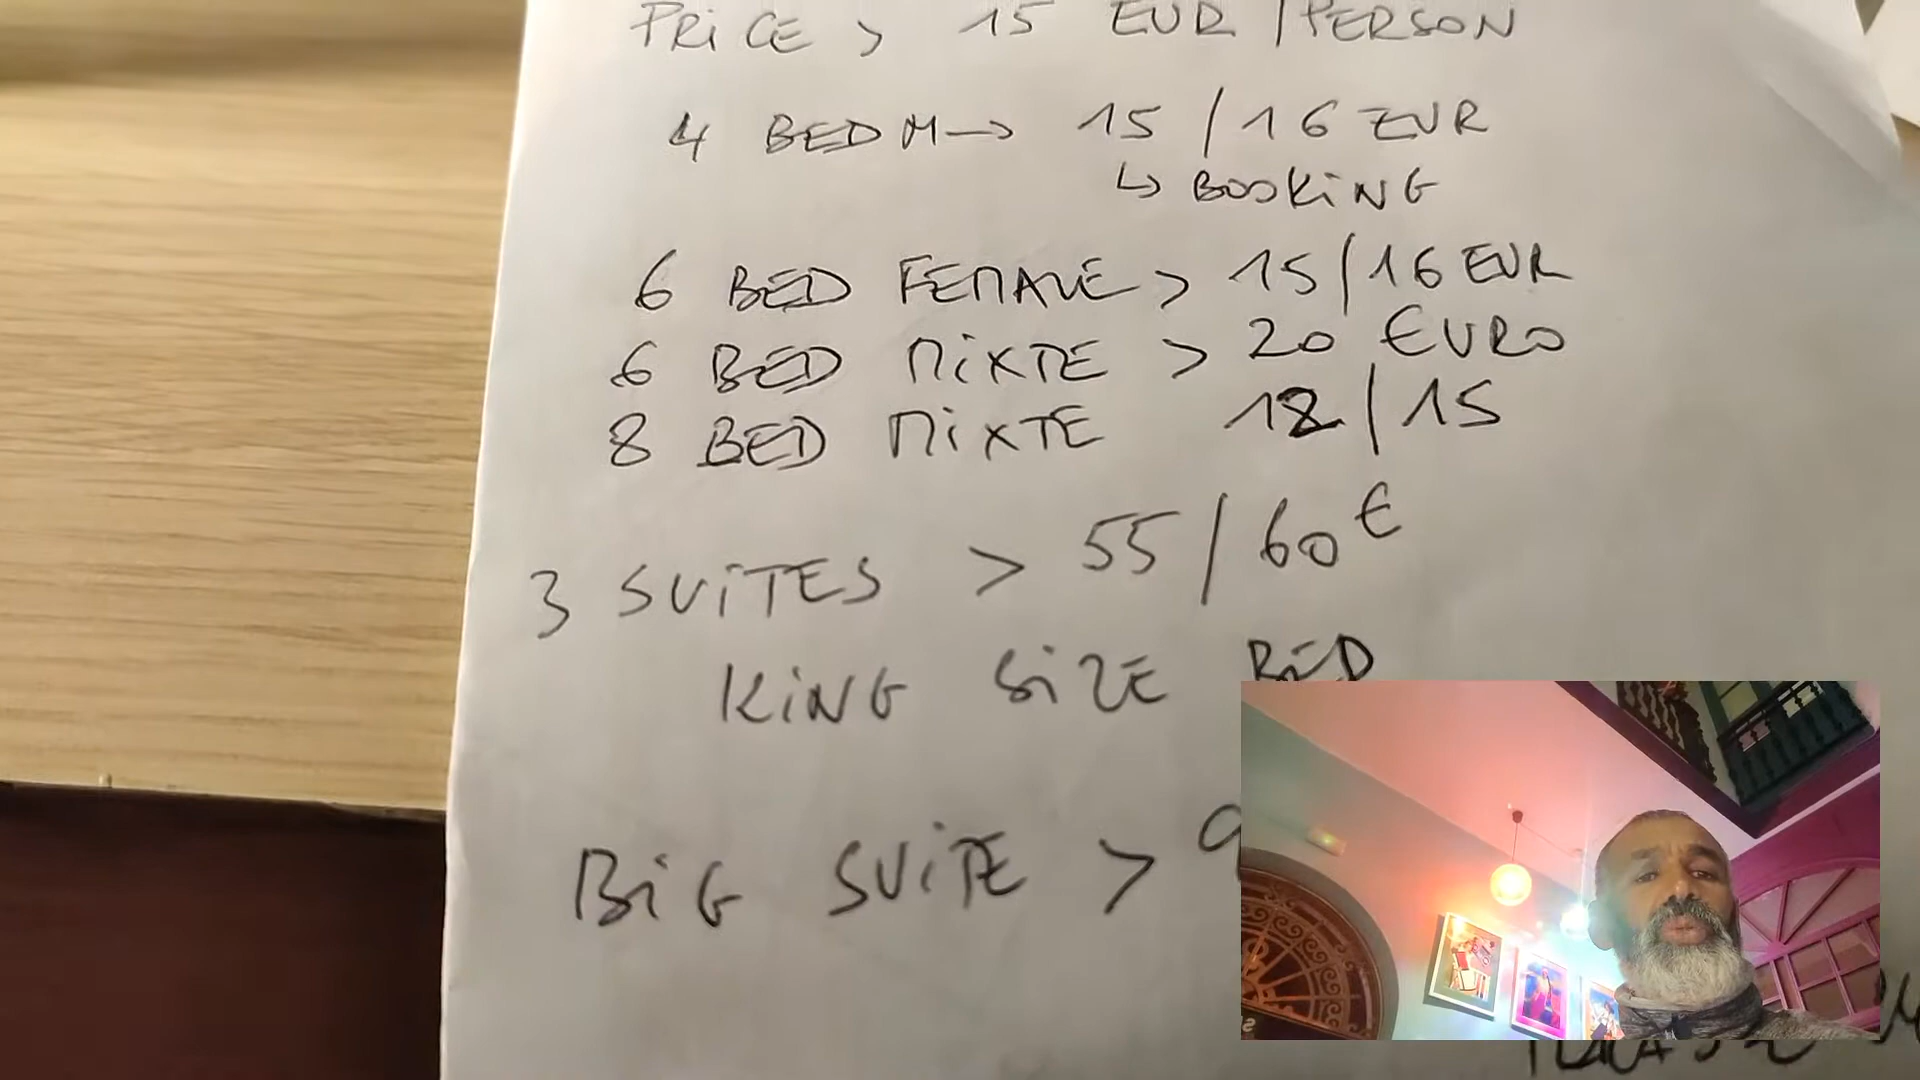 PRiCE > 15 EUR / PERSON
4 BED M → 15 / 16 EUR
↳ BOOKiNG
6 BED FEMALE > 15 / 16 EUR
6 BED MiXTE > 20 €URO
8 BED MiXTE 18 / 15
3 SUiTES > 55 / 60 €
KiNG SiZE BED
BiG SUiTE >